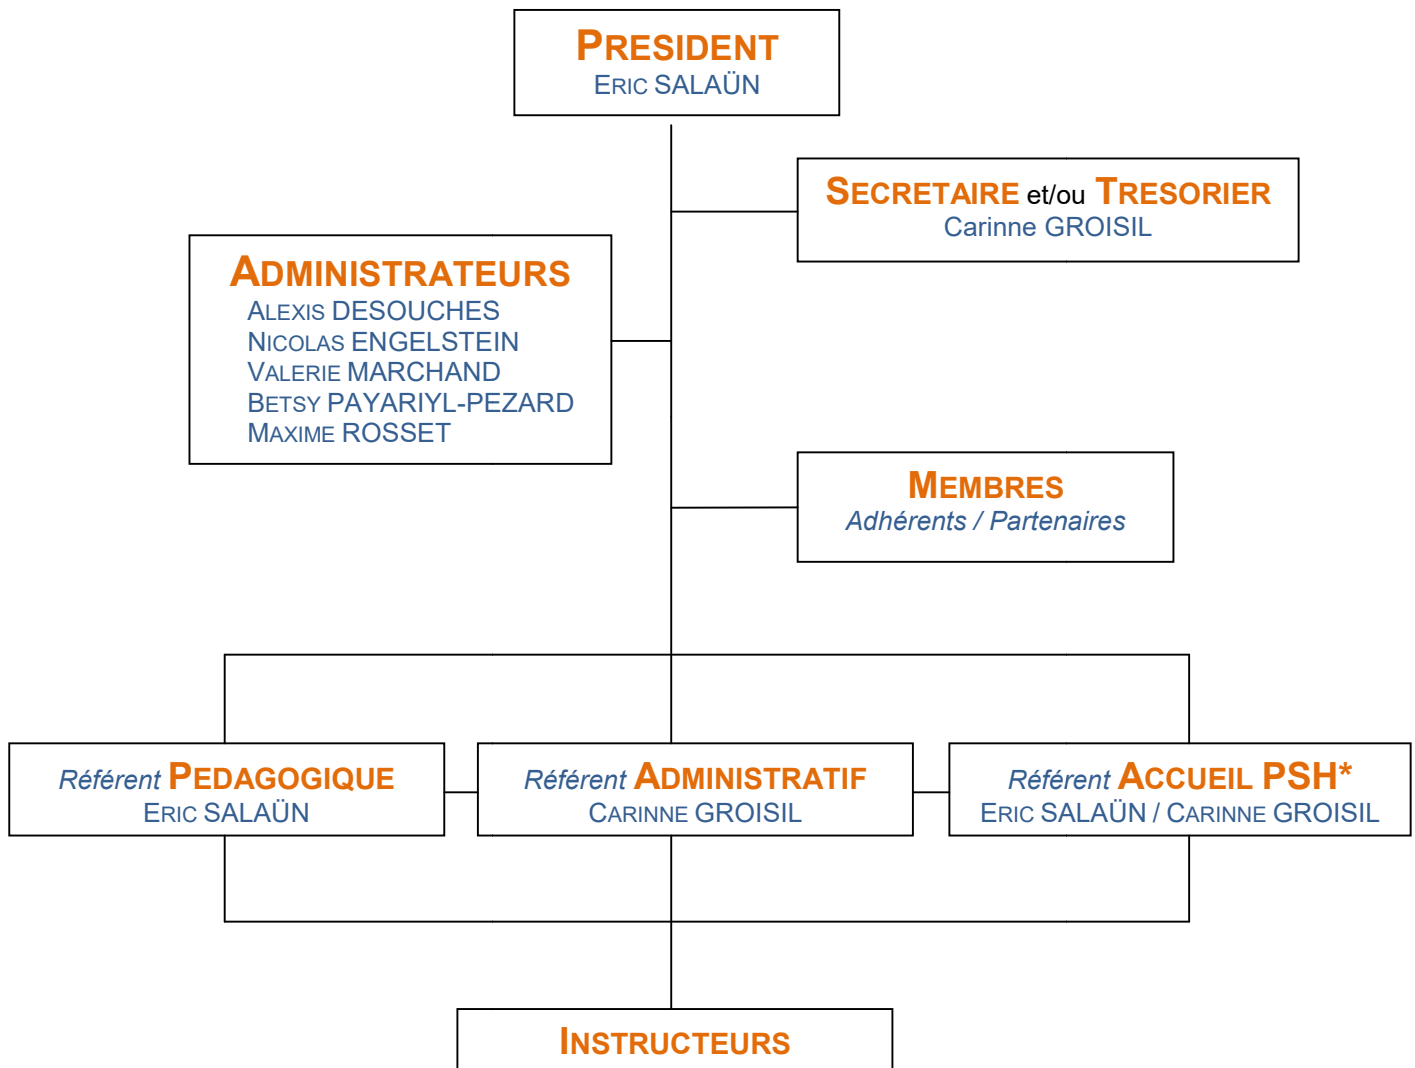 PRESIDENT
ERIC SALAÜN
SECRETAIRE et/ou TRESORIER
Carinne GROISIL
ADMINISTRATEURS
ALEXIS DESOUCHES
NICOLAS ENGELSTEIN
VALERIE MARCHAND
BETSY PAYARIYL-PEZARD
MAXIME ROSSET
MEMBRES
Adhérents / Partenaires
Référent PEDAGOGIQUE
ERIC SALAÜN
Référent ADMINISTRATIF
CARINNE GROISIL
Référent ACCUEIL PSH*
ERIC SALAÜN / CARINNE GROISIL
INSTRUCTEURS